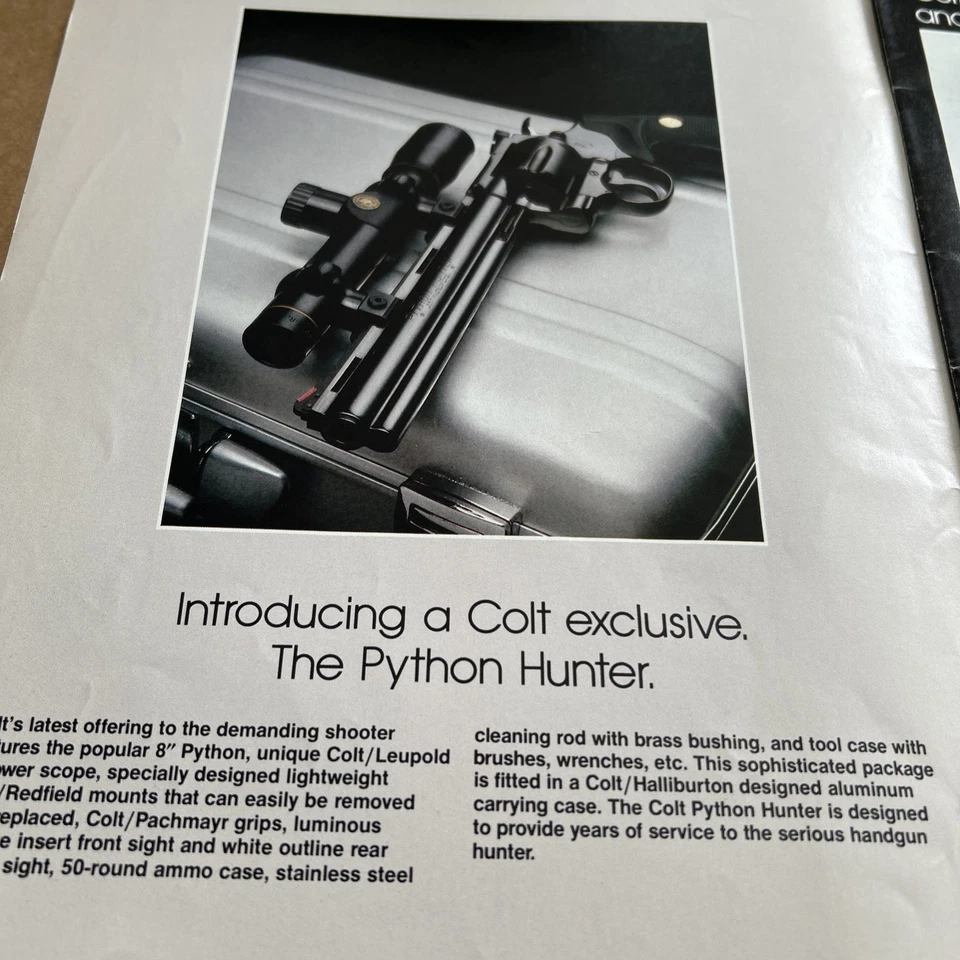 and
Introducing a Colt exclusive.
The Python Hunter.
lt's latest offering to the demanding shooter
tures the popular 8" Python, unique Colt/Leupold
ower scope, specially designed lightweight
/Redfield mounts that can easily be removed
replaced, Colt/Pachmayr grips, luminous
e insert front sight and white outline rear
sight, 50-round ammo case, stainless steel
cleaning rod with brass bushing, and tool case with
brushes, wrenches, etc. This sophisticated package
is fitted in a Colt/Halliburton designed aluminum
carrying case. The Colt Python Hunter is designed
to provide years of service to the serious handgun
hunter.